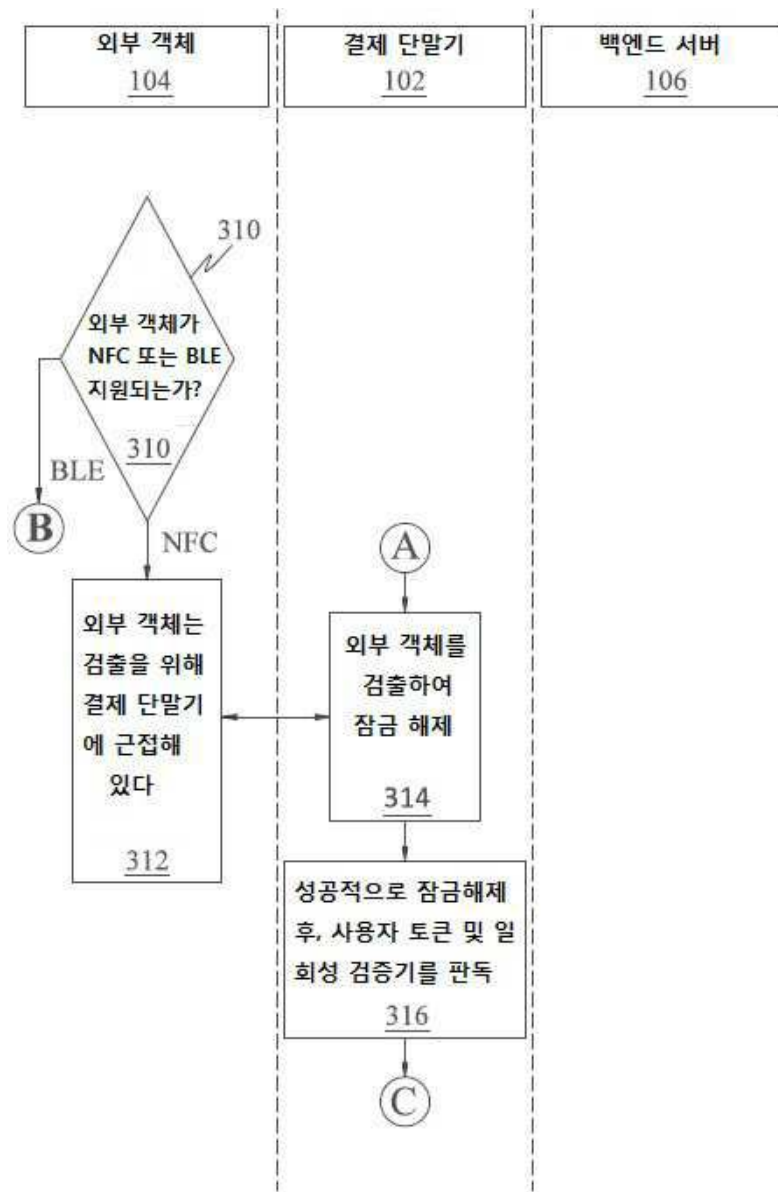 외부 객체
104
결제 단말기
102
백엔드 서버
106
310
외부 객체가
NFC 또는 BLE
지원되는가?
310
BLE
B
NFC
외부 객체는
검출을 위해
결제 단말기
에 근접해
있다
312
A
외부 객체를
검출하여
잠금 해제
314
성공적으로 잠금해제
후, 사용자 토큰 및 일
회성 검증기를 판독
316
C